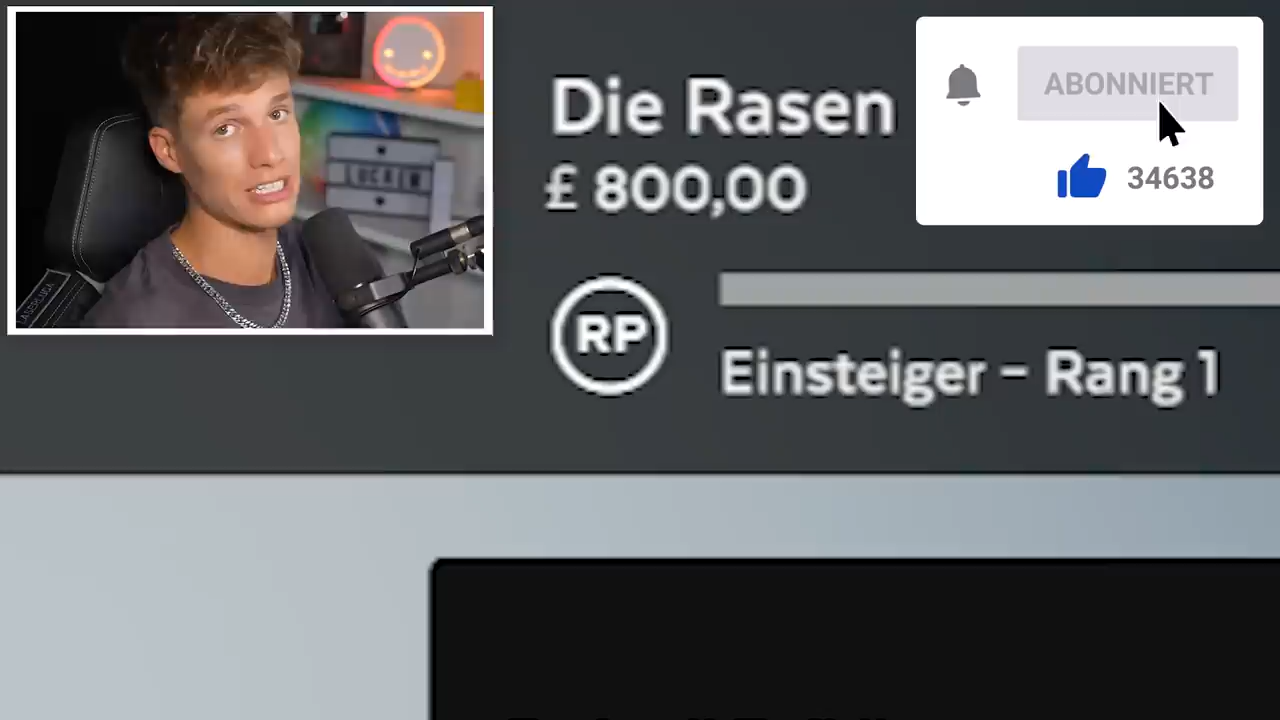 Die Rasen
£ 800,00
RP
Einsteiger – Rang 1
ABONNIERT
34638